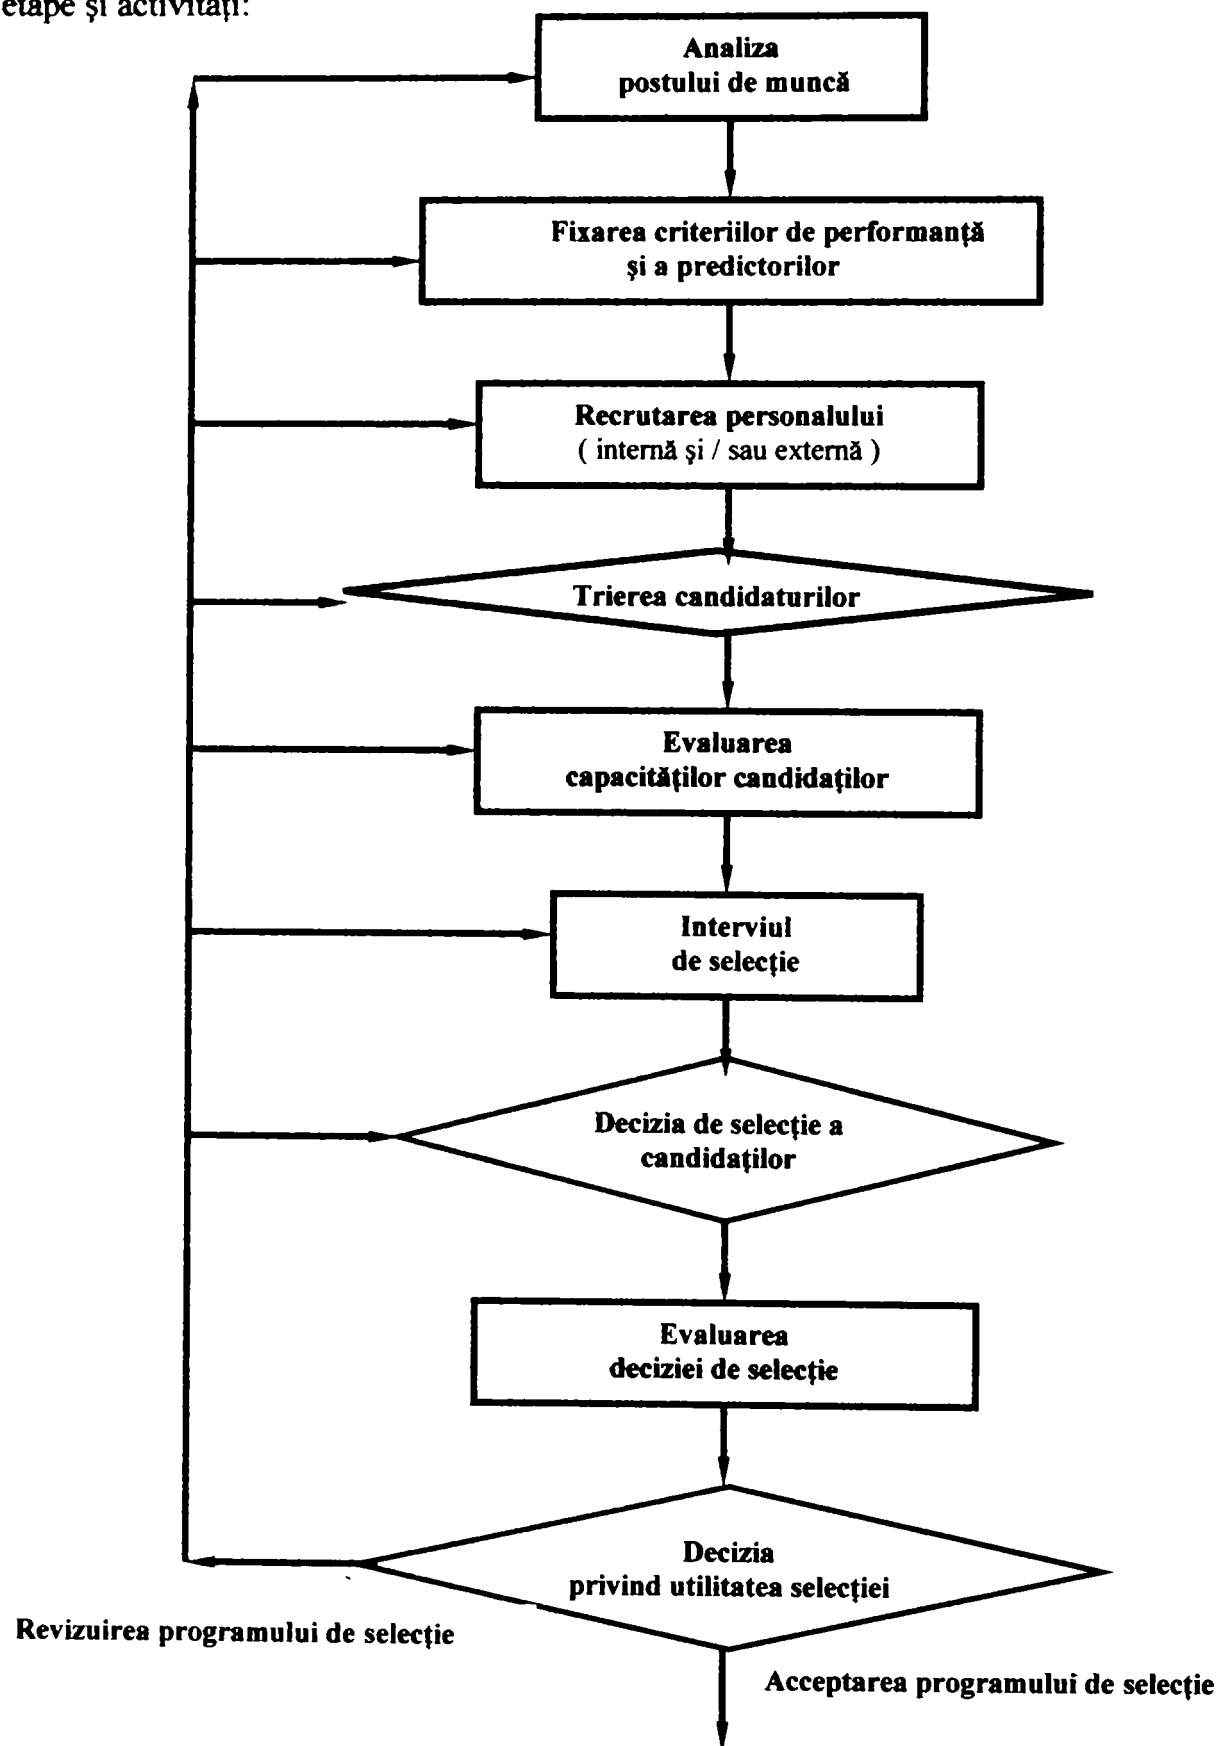 etape şi activităţi:
Analiza
postului de muncă
Fixarea criteriilor de performanţă
şi a predictorilor
Recrutarea personalului
( internă şi / sau externă )
Trierea candidaturilor
Evaluarea
capacităţilor candidaţilor
Interviul
de selecţie
Decizia de selecţie a
candidaţilor
Evaluarea
deciziei de selecţie
Decizia
privind utilitatea selecţiei
Revizuirea programului de selecţie
Acceptarea programului de selecţie